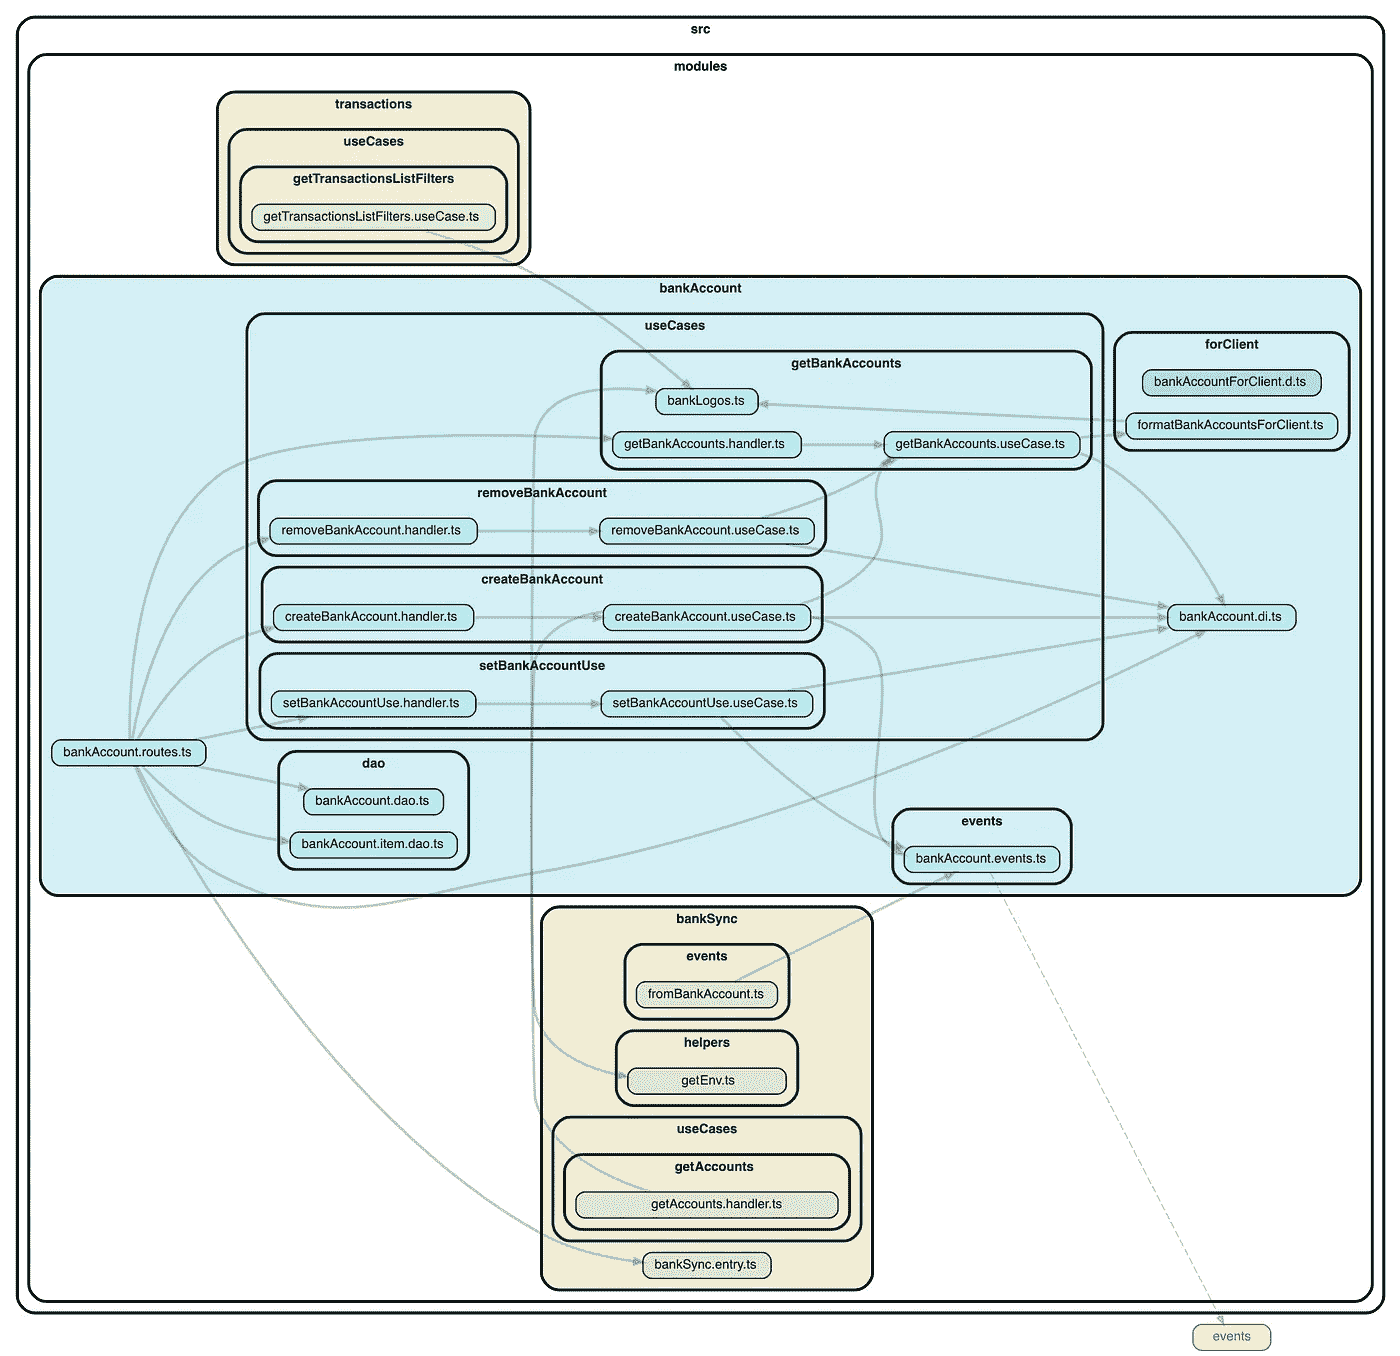 src
modules
transactions
useCases
getTransactionsListFilters
getTransactionsListFilters.useCase.ts
bankAccount
useCases
getBankAccounts
bankLogos.ts
getBankAccounts.handler.ts
getBankAccounts.useCase.ts
forClient
bankAccountForClient.d.ts
formatBankAccountsForClient.ts
removeBankAccount
removeBankAccount.handler.ts
removeBankAccount.useCase.ts
createBankAccount
createBankAccount.handler.ts
createBankAccount.useCase.ts
bankAccount.di.ts
setBankAccountUse
setBankAccountUse.handler.ts
setBankAccountUse.useCase.ts
bankAccount.routes.ts
dao
bankAccount.dao.ts
bankAccount.item.dao.ts
events
bankAccount.events.ts
bankSync
events
fromBankAccount.ts
helpers
getEnv.ts
useCases
getAccounts
getAccounts.handler.ts
bankSync.entry.ts
events